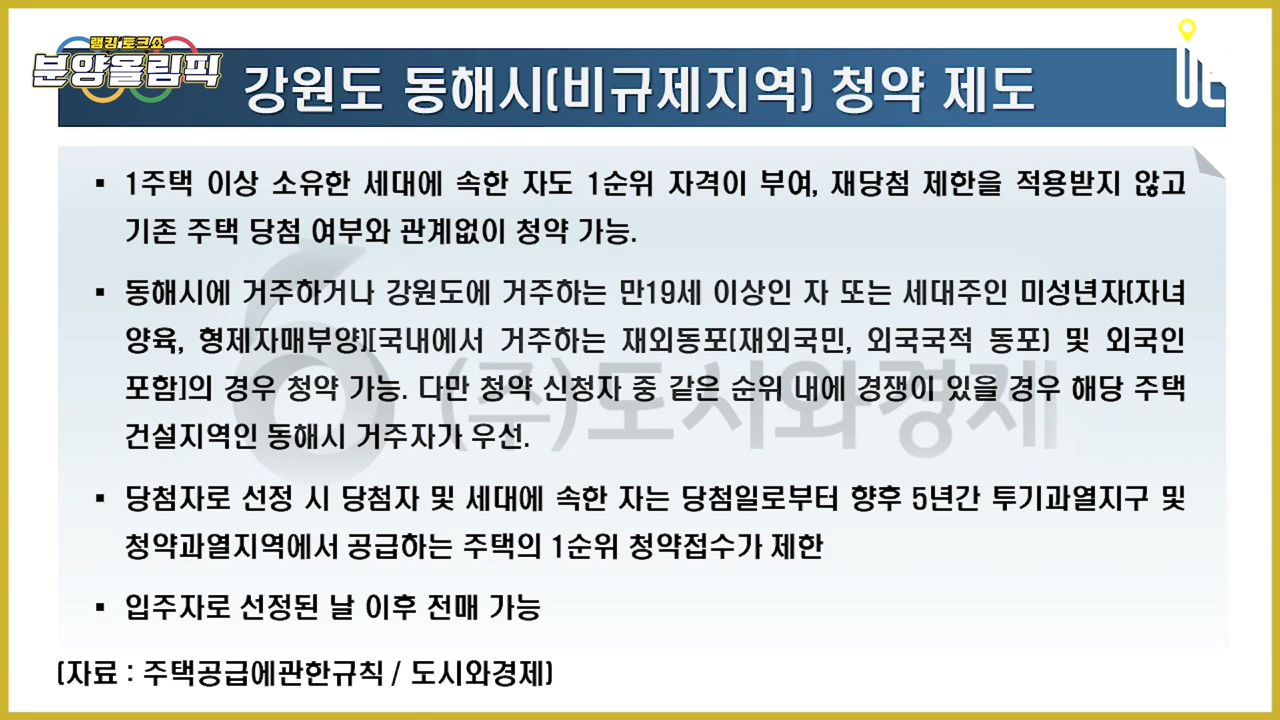 랭킹 토크쇼
분양올림픽
강원도 동해시(비규제지역) 청약 제도
▪ 1주택 이상 소유한 세대에 속한 자도 1순위 자격이 부여, 재당첨 제한을 적용받지 않고
기존 주택 당첨 여부와 관계없이 청약 가능.
▪ 동해시에 거주하거나 강원도에 거주하는 만19세 이상인 자 또는 세대주인 미성년자(자녀
양육, 형제자매부양)[국내에서 거주하는 재외동포(재외국민, 외국국적 동포) 및 외국인
포함]의 경우 청약 가능. 다만 청약 신청자 중 같은 순위 내에 경쟁이 있을 경우 해당 주택
건설지역인 동해시 거주자가 우선.
(주)도시와경제
▪ 당첨자로 선정 시 당첨자 및 세대에 속한 자는 당첨일로부터 향후 5년간 투기과열지구 및
청약과열지역에서 공급하는 주택의 1순위 청약접수가 제한
▪ 입주자로 선정된 날 이후 전매 가능
(자료 : 주택공급에관한규칙 / 도시와경제)